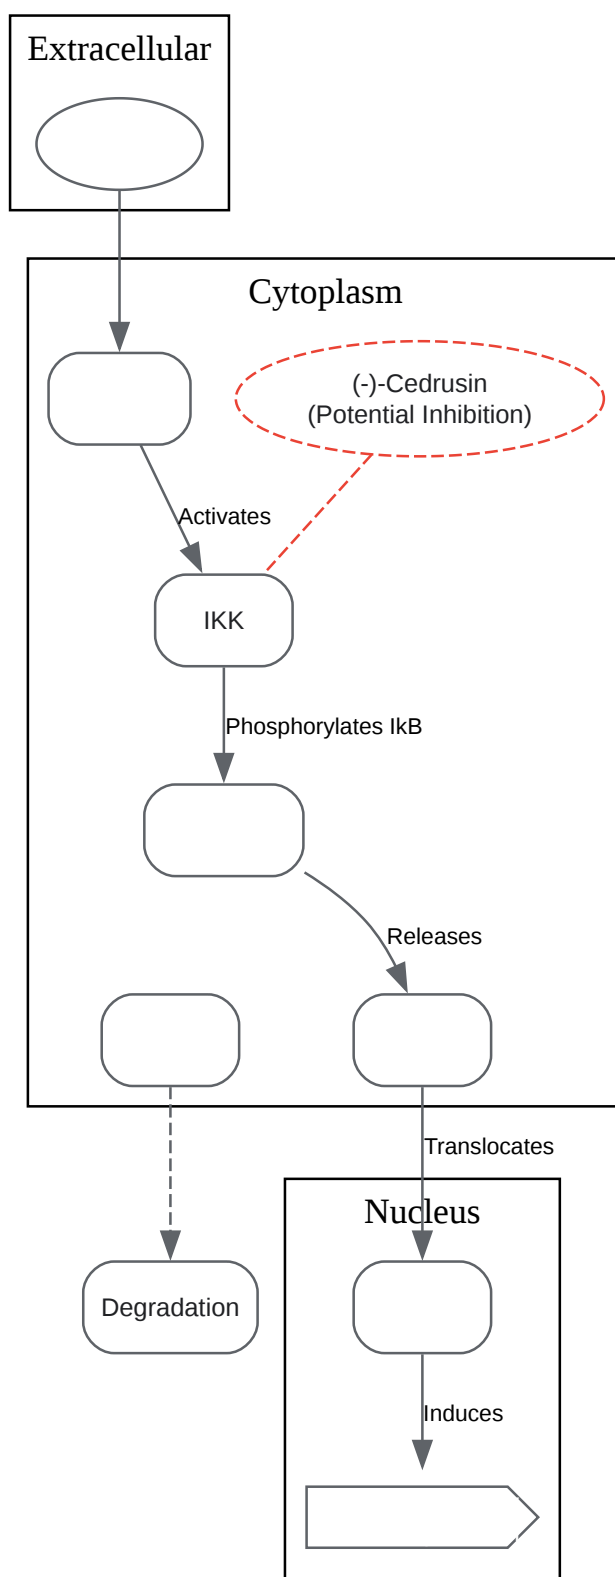 Extracellular
Cytoplasm
(-)-Cedrusin
(Potential Inhibition)
Activates
IKK
Phosphorylates IkB
Releases
Translocates
Nucleus
Degradation
Induces